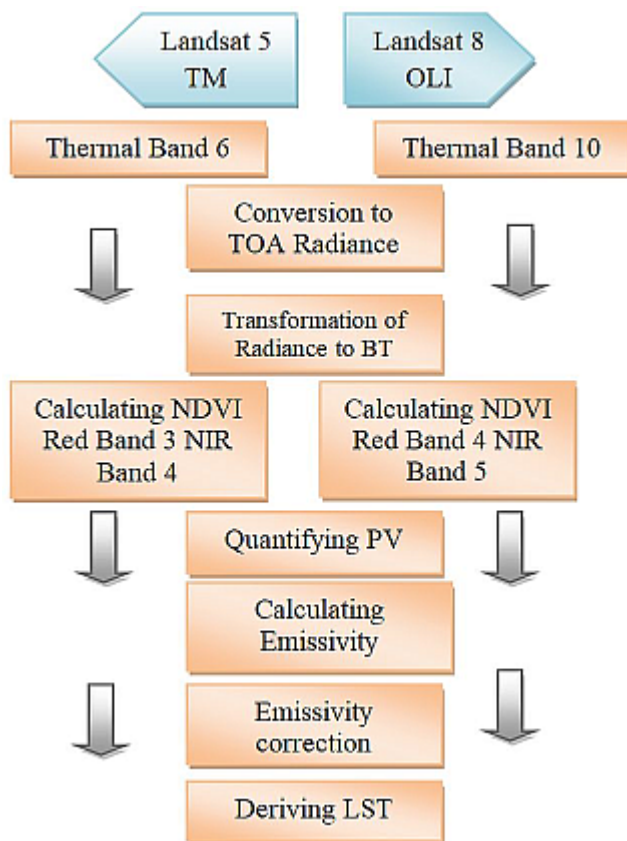 Landsat 5
TM
Landsat 8
OLI
Thermal Band 6
Thermal Band 10
Conversion to
TOA Radiance
Transformation of
Radiance to BT
Calculating NDVI
Red Band 3 NIR
Band 4
Calculating NDVI
Red Band 4 NIR
Band 5
Quantifying PV
Calculating
Emissivity
Emissivity
correction
Deriving LST